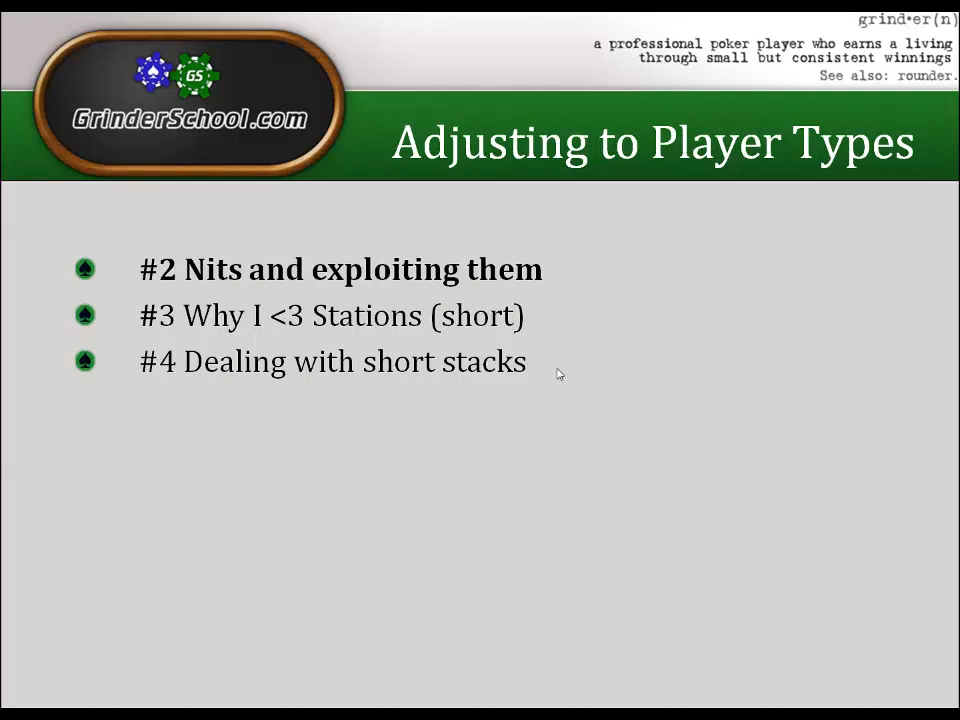 grind•er(n)
a professional poker player who earns a living
through small but consistent winnings
See also: rounder.
GS
GrinderSchool.com
Adjusting to Player Types
#2 Nits and exploiting them
#3 Why I <3 Stations (short)
#4 Dealing with short stacks